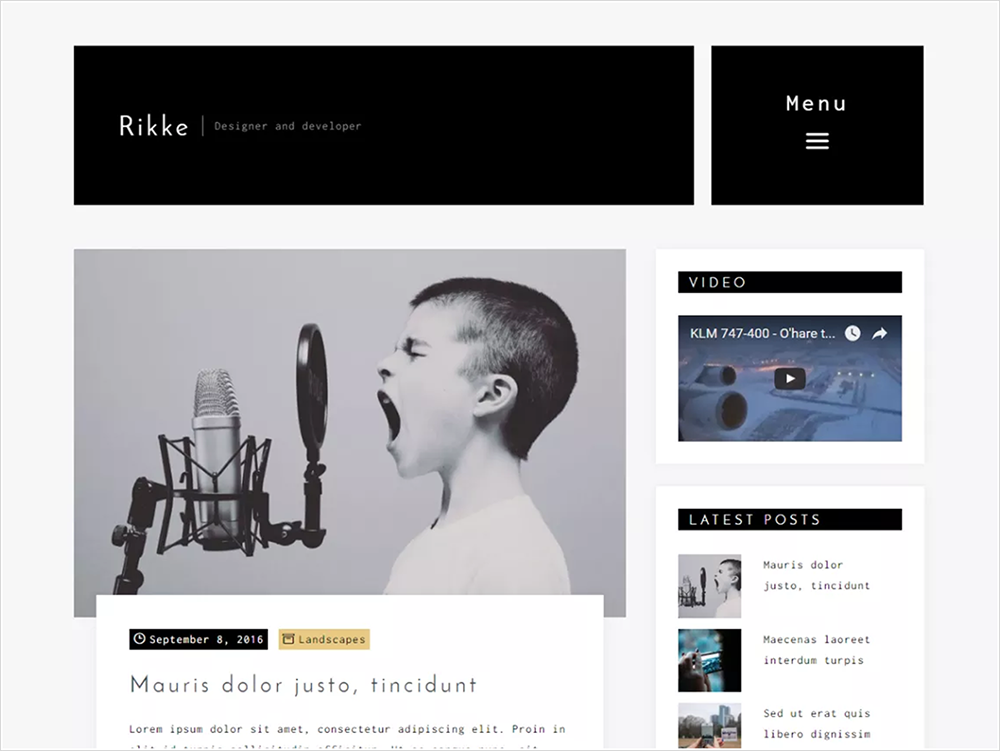 Rikke
Designer and developer
Menu
VIDEO
KLM 747-400 - O'hare t...
LATEST POSTS
Mauris dolor
justo, tincidunt
Maecenas laoreet
interdum turpis
Sed ut erat quis
libero dignissim
September 8, 2016
Landscapes
Mauris dolor justo, tincidunt
Lorem ipsum dolor sit amet, consectetur adipiscing elit. Proin in